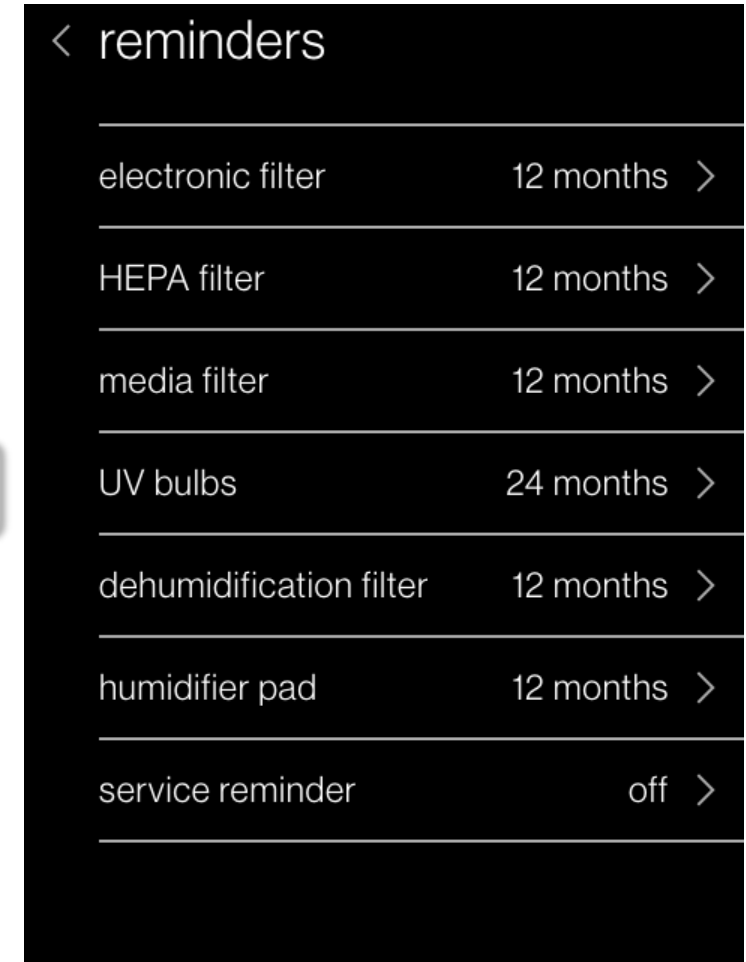 reminders
electronic filter 12 months
HEPA filter 12 months
media filter 12 months
UV bulbs 24 months
dehumidification filter 12 months
humidifier pad 12 months
service reminder off